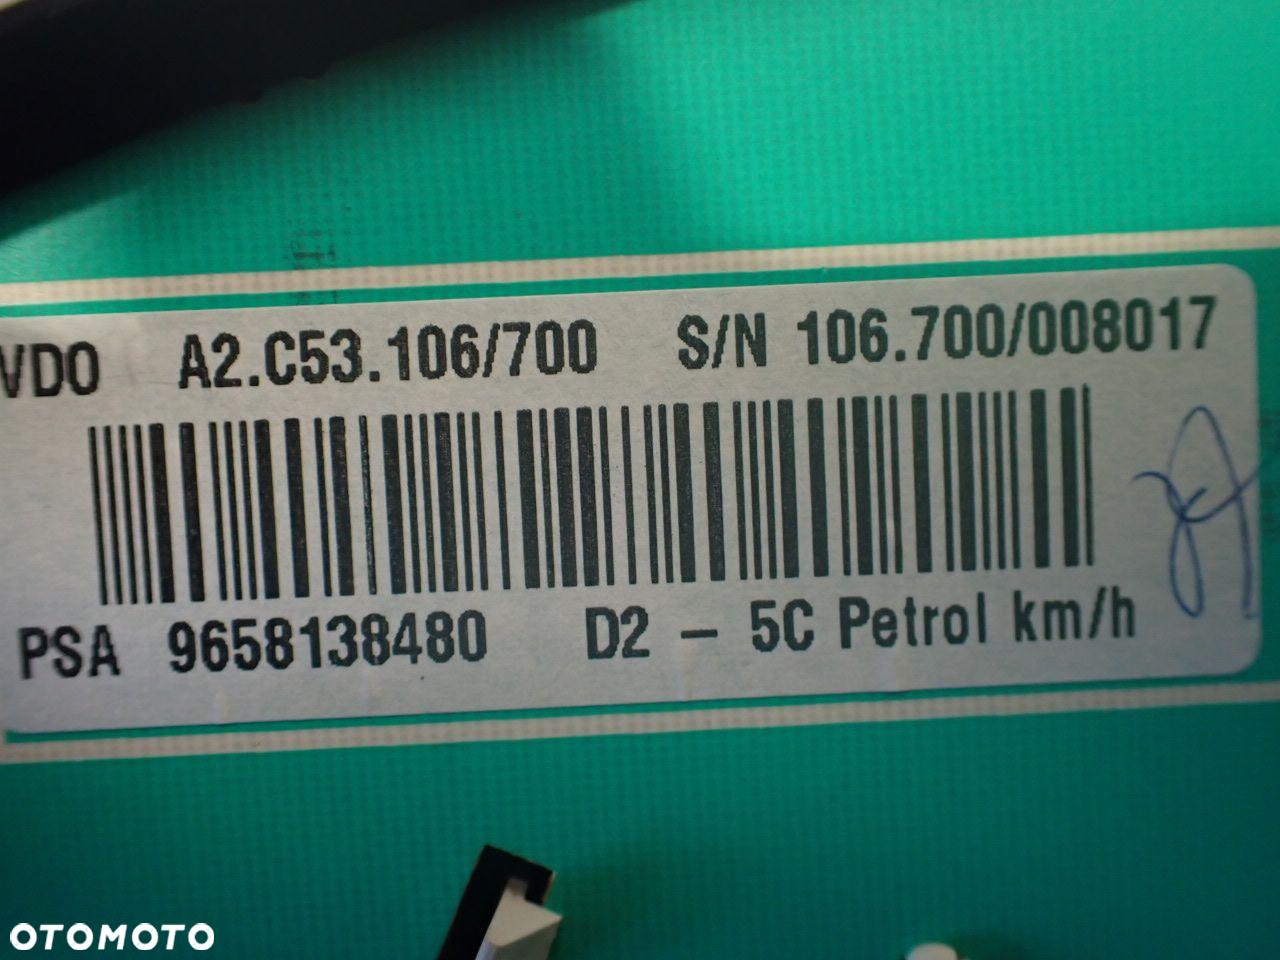 VDO A2.C53.106/700 S/N 106.700/008017
PSA 9658138480 D2 - 5C Petrol km/h
OTOMOTO